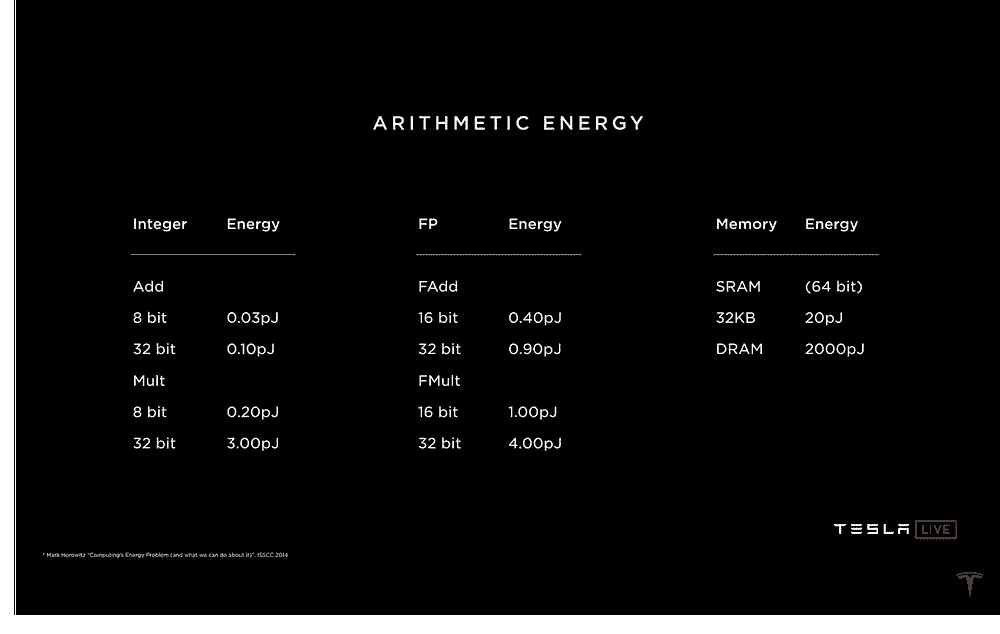 ARITHMETIC ENERGY
Integer Energy
Add
8 bit 0.03pJ
32 bit 0.10pJ
Mult
8 bit 0.20pJ
32 bit 3.00pJ
FP Energy
FAdd
16 bit 0.40pJ
32 bit 0.90pJ
FMult
16 bit 1.00pJ
32 bit 4.00pJ
Memory Energy
SRAM (64 bit)
32KB 20pJ
DRAM 2000pJ
TESLA LIVE
* Mark Horowitz "Computing's Energy Problem (and what we can do about it)", ISSCC 2014